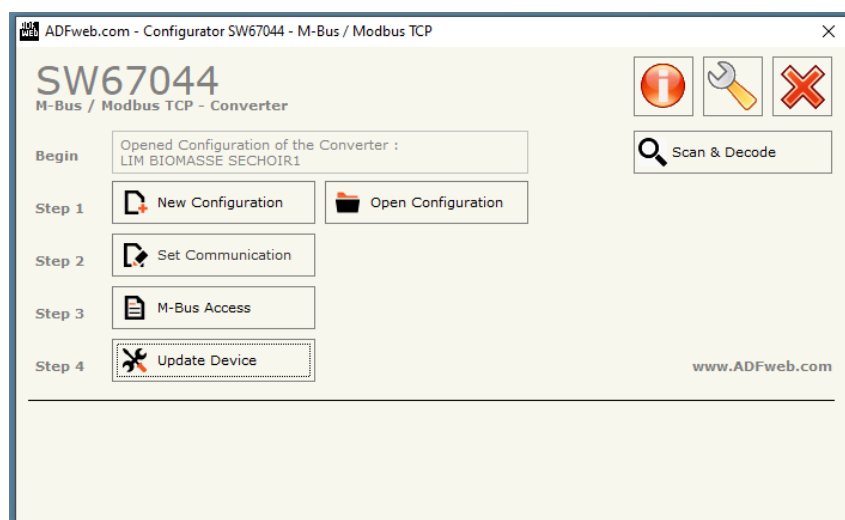 ADFweb.com - Configurator SW67044 - M-Bus / Modbus TCP
SW67044
M-Bus / Modbus TCP - Converter
Begin
Opened Configuration of the Converter :
LIM BIOMASSE SECHOIR1
Scan & Decode
Step 1
New Configuration
Open Configuration
Step 2
Set Communication
Step 3
M-Bus Access
Step 4
Update Device
www.ADFweb.com